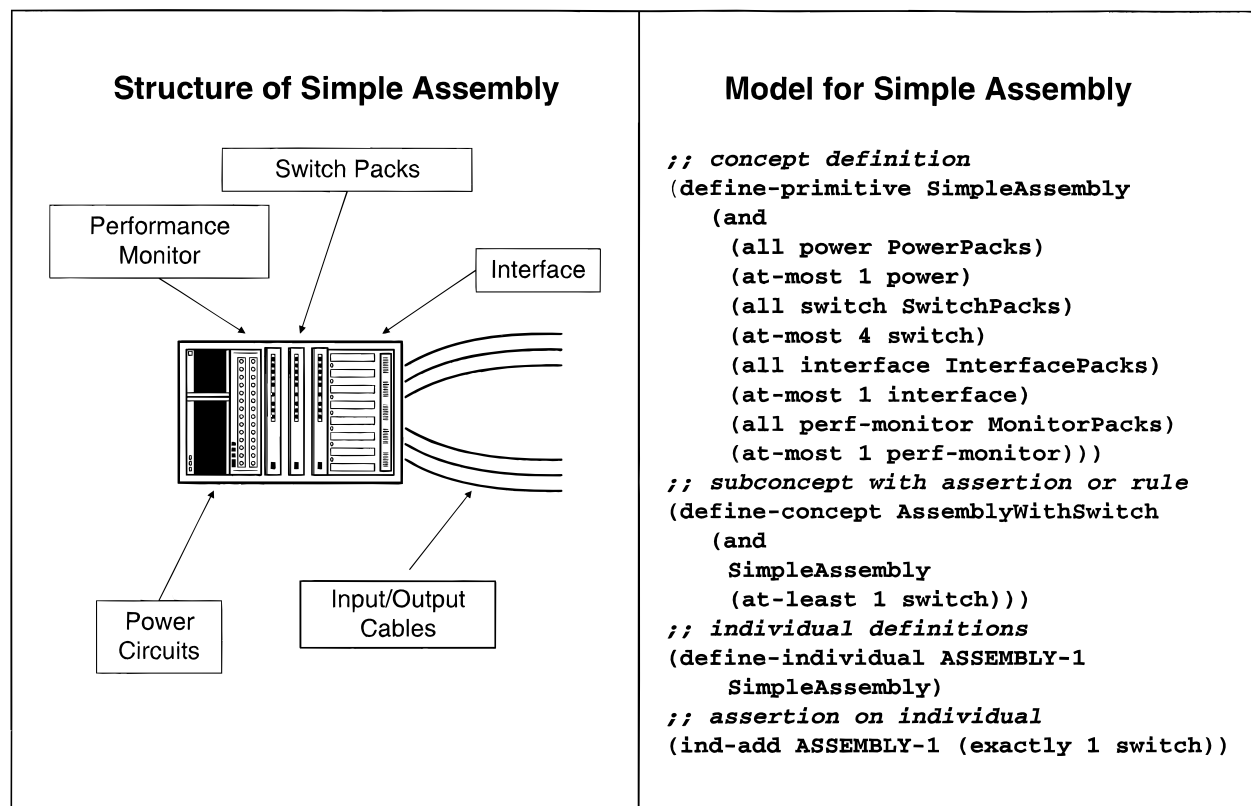 Structure of Simple Assembly
Switch Packs
Performance
Monitor
Interface
Power
Circuits
Input/Output
Cables
Model for Simple Assembly
;; concept definition
(define-primitive SimpleAssembly
(and
(all power PowerPacks)
(at-most 1 power)
(all switch SwitchPacks)
(at-most 4 switch)
(all interface InterfacePacks)
(at-most 1 interface)
(all perf-monitor MonitorPacks)
(at-most 1 perf-monitor)))
;; subconcept with assertion or rule
(define-concept AssemblyWithSwitch
(and
SimpleAssembly
(at-least 1 switch)))
;; individual definitions
(define-individual ASSEMBLY-1
SimpleAssembly)
;; assertion on individual
(ind-add ASSEMBLY-1 (exactly 1 switch))